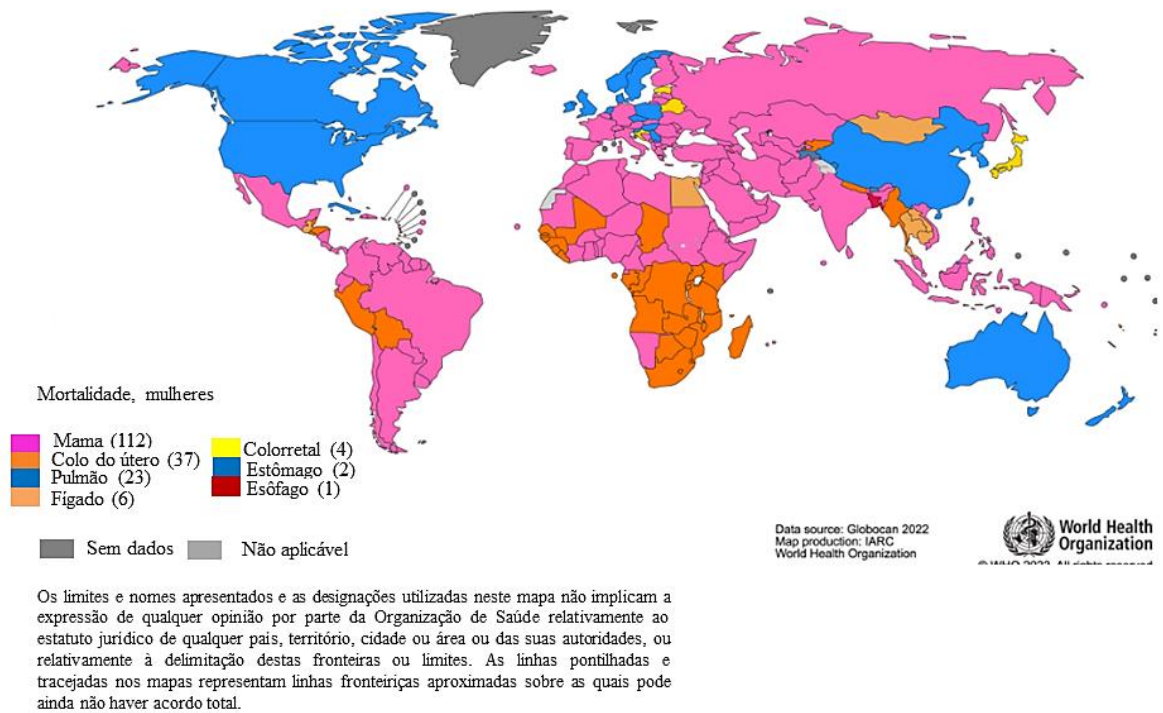 Mortalidade, mulheres
Mama (112)
Colo do útero (37)
Pulmão (23)
Fígado (6)
Colorretal (4)
Estômago (2)
Esôfago (1)
Sem dados
Não aplicável
Data source: Globocan 2022
Map production: IARC
World Health Organization
World Health
Organization
Os limites e nomes apresentados e as designações utilizadas neste mapa não implicam a
expressão de qualquer opinião por parte da Organização de Saúde relativamente ao
estatuto jurídico de qualquer país, território, cidade ou área ou das suas autoridades, ou
relativamente à delimitação destas fronteiras ou limites. As linhas pontilhadas e
tracejadas nos mapas representam linhas fronteiriças aproximadas sobre as quais pode
ainda não haver acordo total.